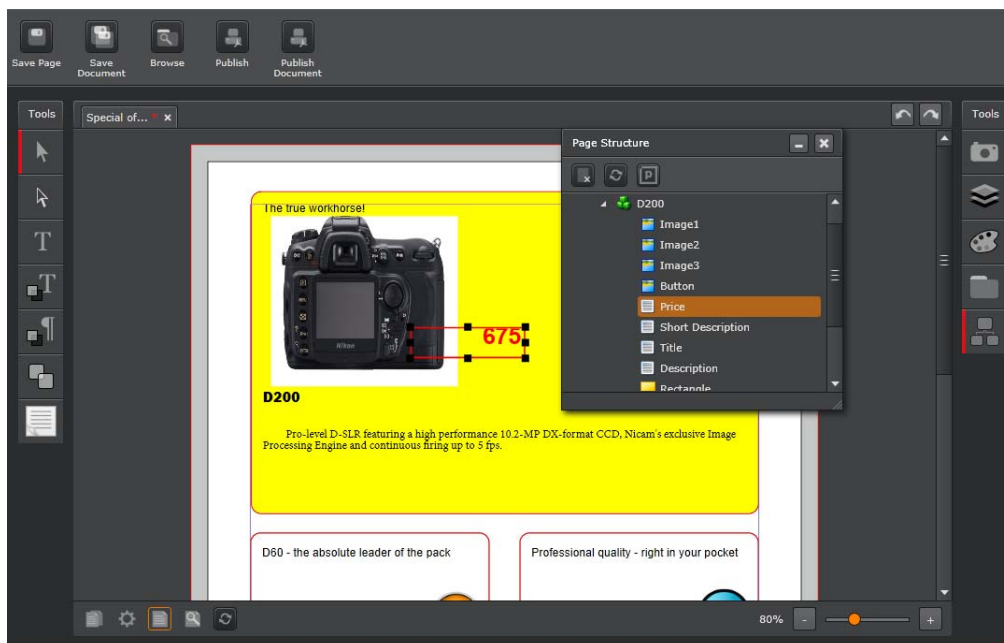 Save Page
Save
Document
Browse
Publish
Publish
Document
Tools
Special of... * x
Tools
Page Structure
P
D200
Image1
Image2
Image3
Button
Price
Short Description
Title
Description
Rectangle
T
T
The true workhorse!
Nikon
675
D200
Pro-level D-SLR featuring a high performance 10.2-MP DX-format CCD, Nicam's exclusive Image
Processing Engine and continuous firing up to 5 fps.
D60 - the absolute leader of the pack
Professional quality - right in your pocket
80%